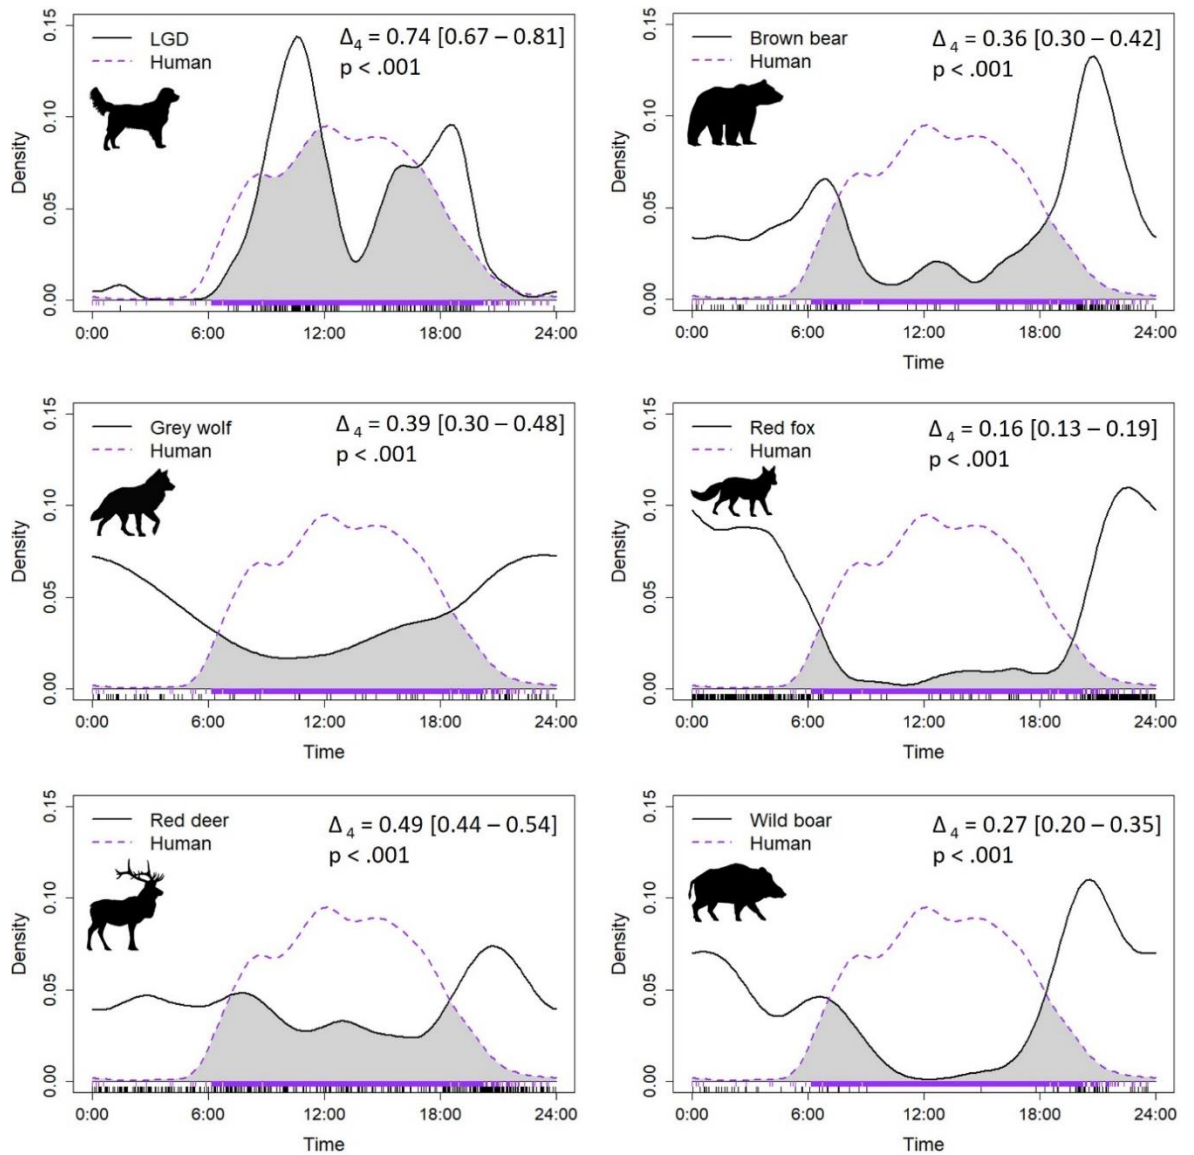 LGD
Human
Δ4 = 0.74 [0.67 – 0.81]
p < .001
Density
0.15
0.10
0.05
0.00
0:00 6:00 12:00 18:00 24:00
Brown bear
Human
Δ4 = 0.36 [0.30 – 0.42]
p < .001
Density
0.15
0.10
0.05
0.00
0:00 6:00 12:00 18:00 24:00
Time
Grey wolf
Human
Δ4 = 0.39 [0.30 – 0.48]
p < .001
Density
0.15
0.10
0.05
0.00
0:00 6:00 12:00 18:00 24:00
Time
Red fox
Human
Δ4 = 0.16 [0.13 – 0.19]
p < .001
Density
0.15
0.10
0.05
0.00
0:00 6:00 12:00 18:00 24:00
Time
Red deer
Human
Δ4 = 0.49 [0.44 – 0.54]
p < .001
Density
0.15
0.10
0.05
0.00
0:00 6:00 12:00 18:00 24:00
Time
Wild boar
Human
Δ4 = 0.27 [0.20 – 0.35]
p < .001
Density
0.15
0.10
0.05
0.00
0:00 6:00 12:00 18:00 24:00
Time